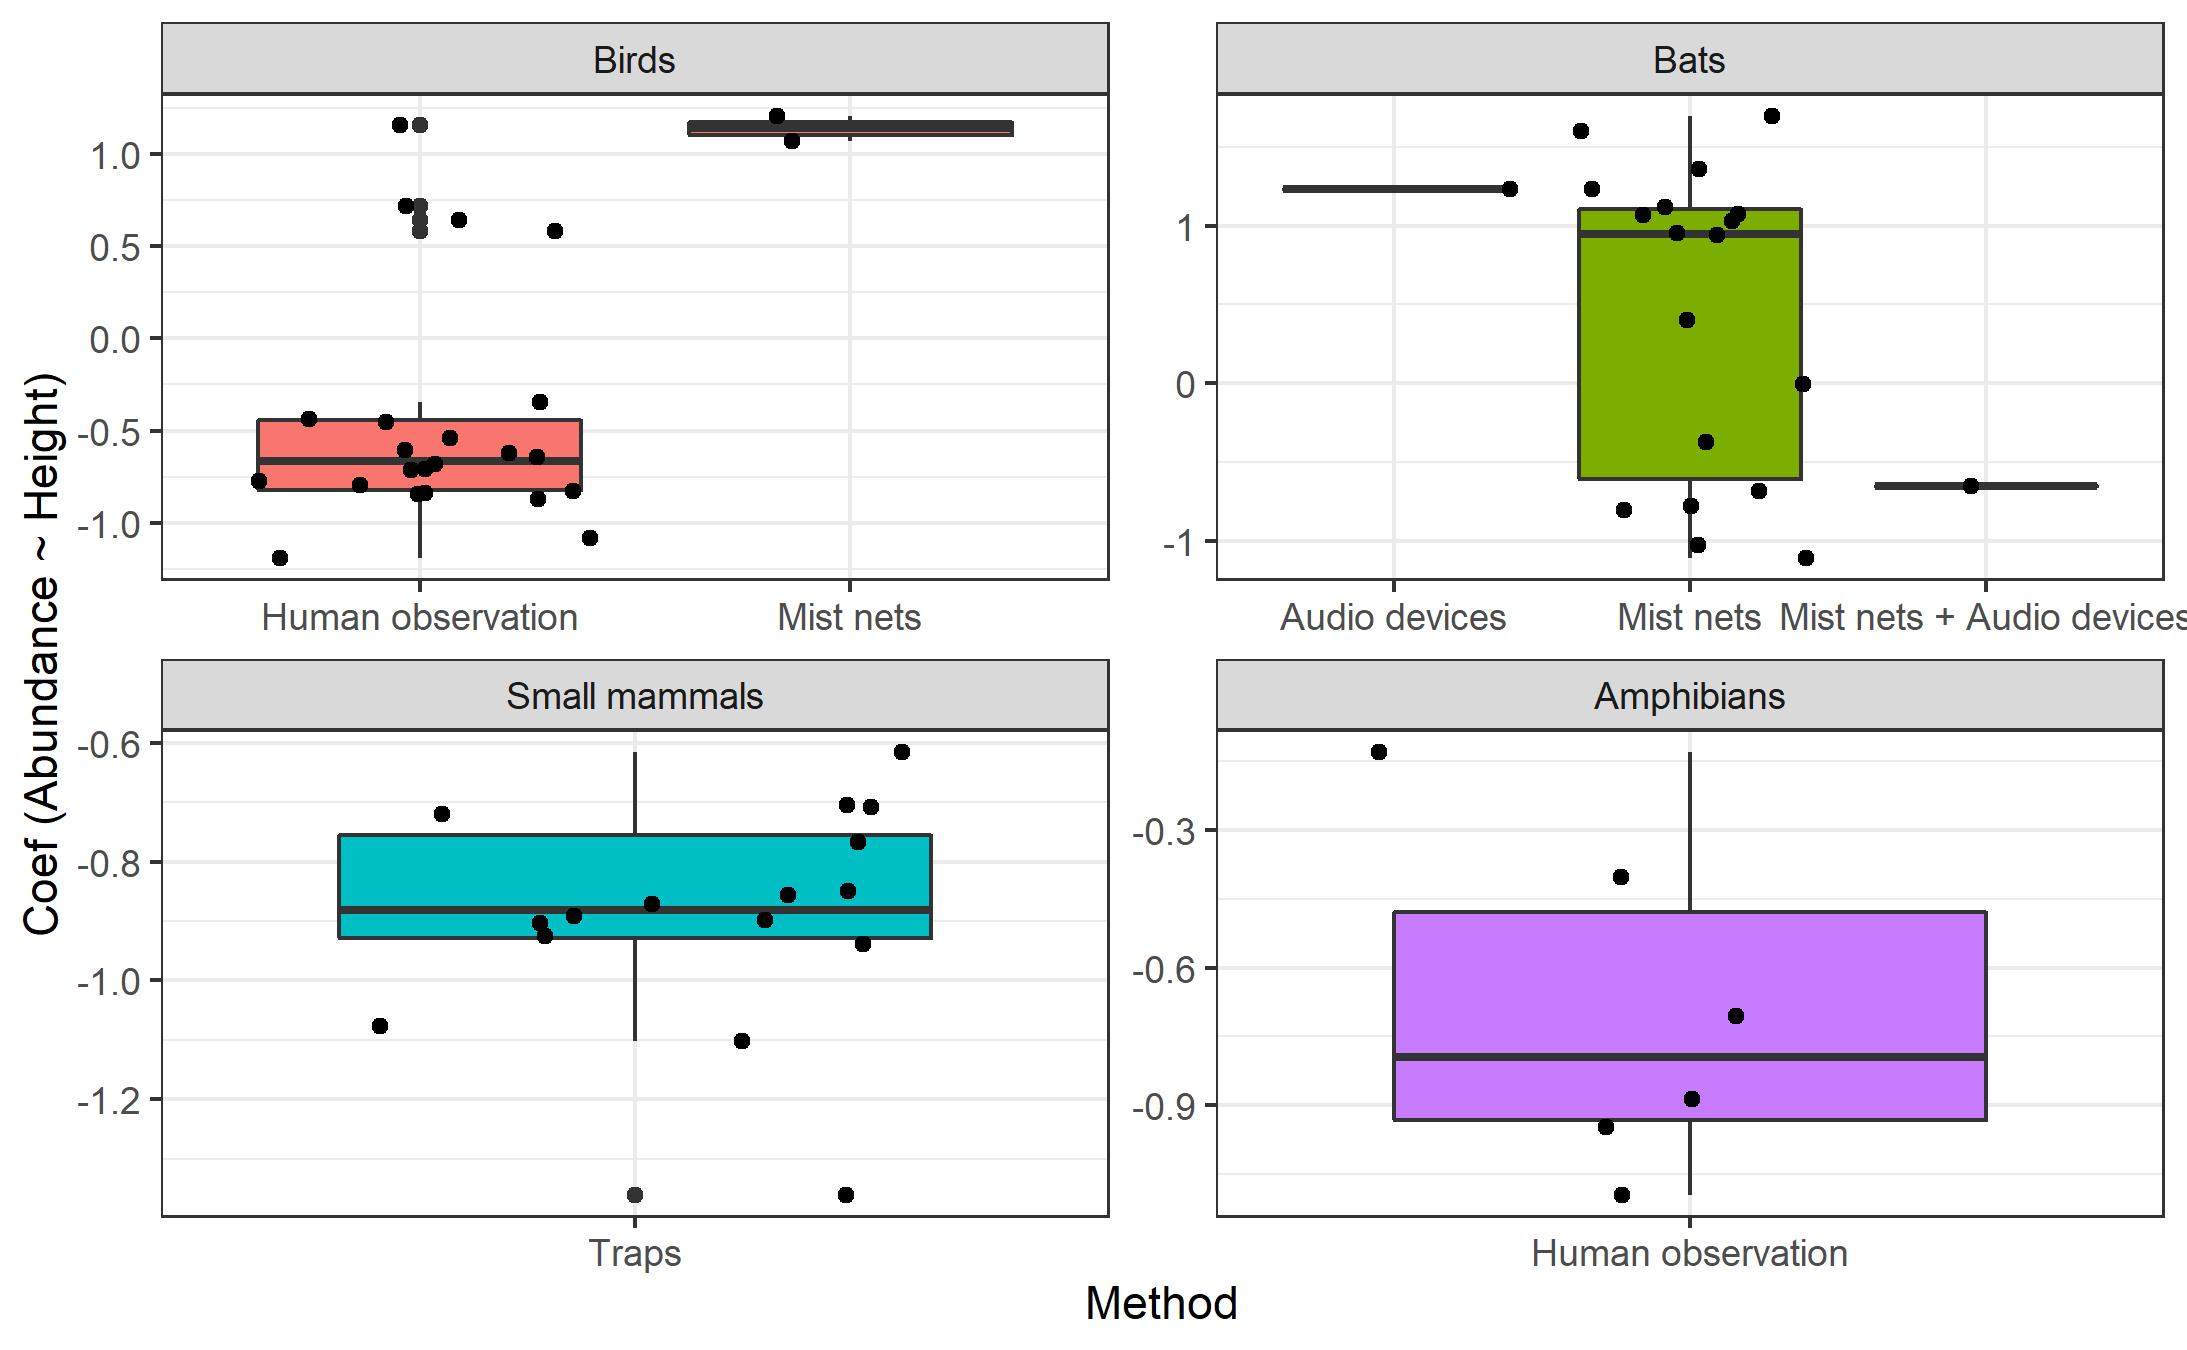 Birds
Bats
1.0
0.5
0.0
-0.5
-1.0
1
0
-1
Human observation
Mist nets
Audio devices
Mist nets
Mist nets + Audio devices
Small mammals
Amphibians
-0.6
-0.8
-1.0
-1.2
-0.3
-0.6
-0.9
Traps
Human observation
Coef (Abundance ~ Height)
Method